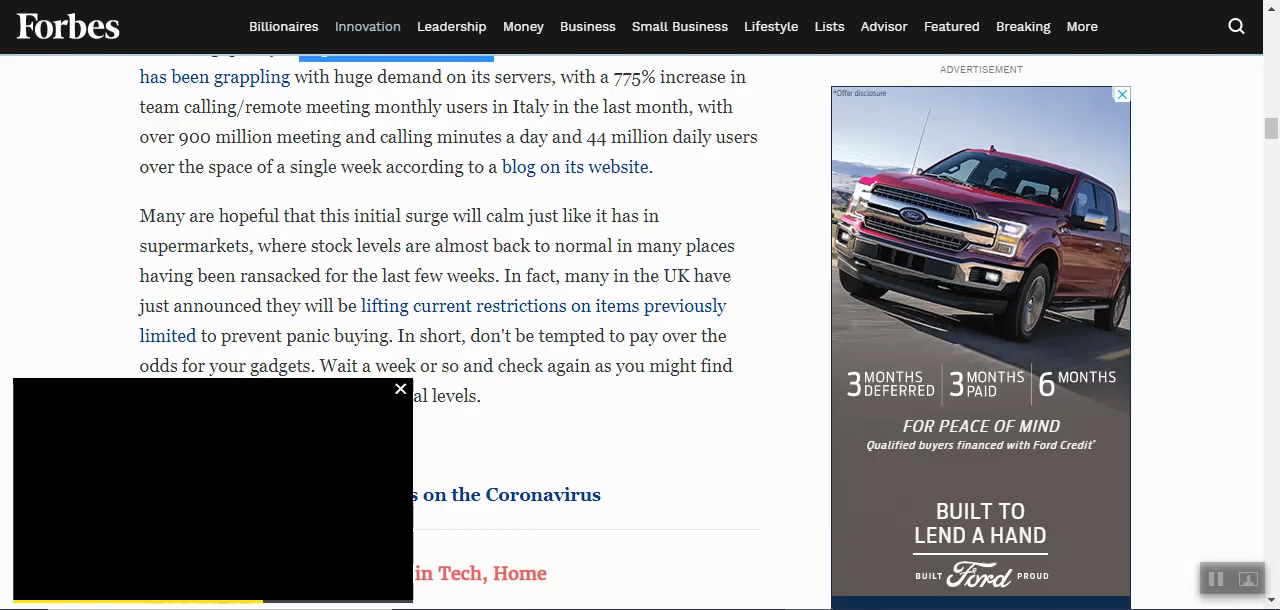 Forbes
Billionaires Innovation Leadership Money Business Small Business Lifestyle Lists Advisor Featured Breaking More
has been grappling with huge demand on its servers, with a 775% increase in
team calling/remote meeting monthly users in Italy in the last month, with
over 900 million meeting and calling minutes a day and 44 million daily users
over the space of a single week according to a blog on its website.
Many are hopeful that this initial surge will calm just like it has in
supermarkets, where stock levels are almost back to normal in many places
having been ransacked for the last few weeks. In fact, many in the UK have
just announced they will be lifting current restrictions on items previously
limited to prevent panic buying. In short, don't be tempted to pay over the
odds for your gadgets. Wait a week or so and check again as you might find
al levels.
s on the Coronavirus
in Tech, Home
ADVERTISEMENT
*Offer disclosure
Ford
3 MONTHS DEFERRED 3 MONTHS PAID 6 MONTHS
FOR PEACE OF MIND
Qualified buyers financed with Ford Credit*
BUILT TO
LEND A HAND
BUILT Ford PROUD